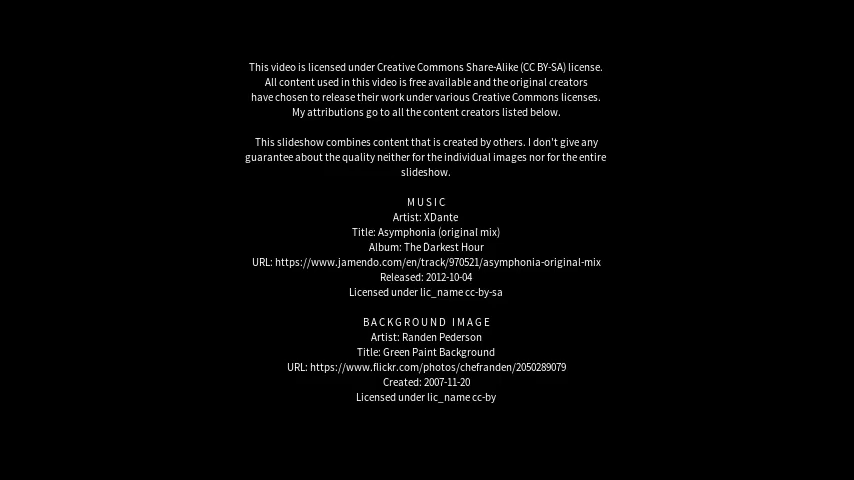 This video is licensed under Creative Commons Share-Alike (CC BY-SA) license.
All content used in this video is free available and the original creators
have chosen to release their work under various Creative Commons licenses.
My attributions go to all the content creators listed below.
This slideshow combines content that is created by others. I don't give any
guarantee about the quality neither for the individual images nor for the entire
slideshow.
M U S I C
Artist: XDante
Title: Asymphonia (original mix)
Album: The Darkest Hour
URL: https://www.jamendo.com/en/track/970521/asymphonia-original-mix
Released: 2012-10-04
Licensed under lic_name cc-by-sa
B A C K G R O U N D   I M A G E
Artist: Randen Pederson
Title: Green Paint Background
URL: https://www.flickr.com/photos/chefranden/2050289079
Created: 2007-11-20
Licensed under lic_name cc-by